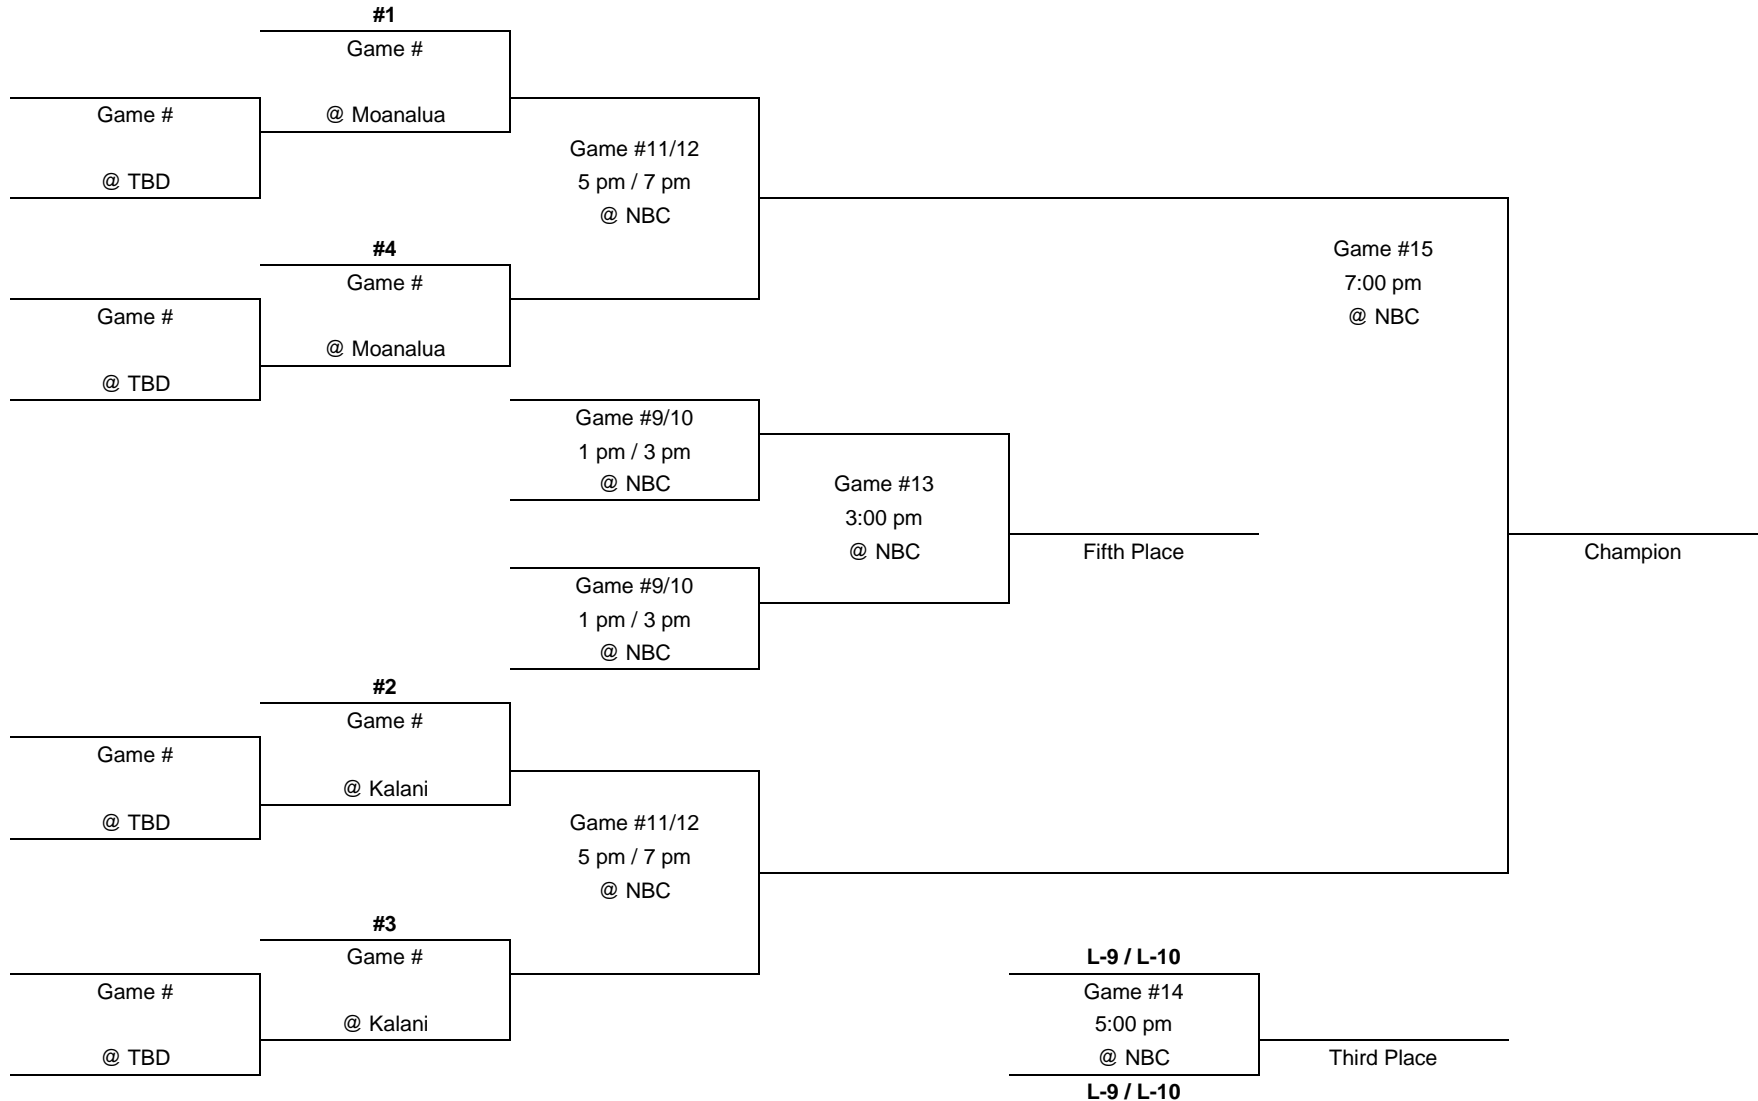 #1
Game #
@ Moanalua
Game #
@ TBD
Game #11/12
5 pm / 7 pm
@ NBC
#4
Game #
@ Moanalua
Game #
@ TBD
Game #15
7:00 pm
@ NBC
Game #9/10
1 pm / 3 pm
@ NBC
Game #13
3:00 pm
@ NBC
Fifth Place
Champion
Game #9/10
1 pm / 3 pm
@ NBC
#2
Game #
@ Kalani
Game #
@ TBD
Game #11/12
5 pm / 7 pm
@ NBC
#3
Game #
@ Kalani
Game #
@ TBD
L-9 / L-10
Game #14
5:00 pm
@ NBC
Third Place
L-9 / L-10